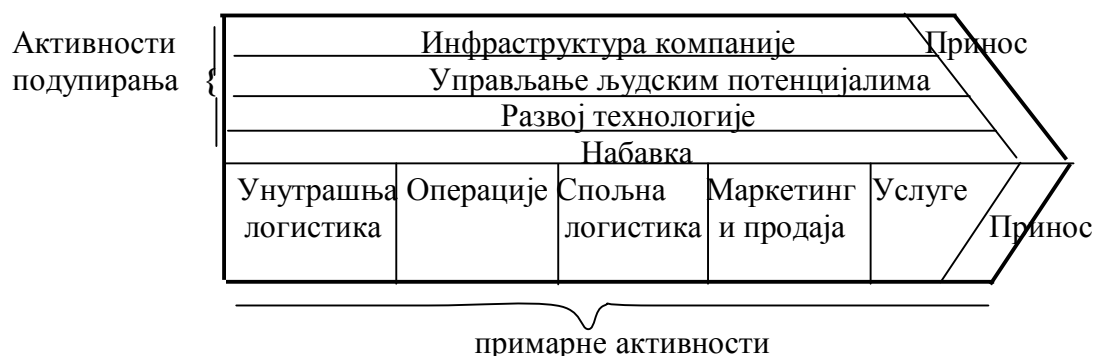 Активности
подупирања
Инфраструктура компаније
Принос
Управљање људским потенцијалима
Развој технологије
Набавка
Унутрашња
логистика
Операције
Спољна
логистика
Маркетинг
и продаја
Услуге
Принос
примарне активности